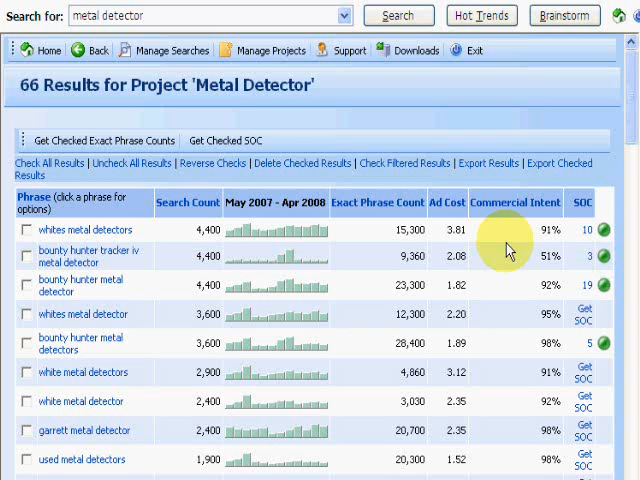 Search for: metal detector Search Hot Trends Brainstorm
Home Back Manage Searches Manage Projects Support Downloads Exit
66 Results for Project 'Metal Detector'
Get Checked Exact Phrase Counts Get Checked SOC
Check All Results | Uncheck All Results | Reverse Checks | Delete Checked Results | Check Filtered Results | Export Results | Export Checked
Results
Phrase (click a phrase for
options) Search Count May 2007 - Apr 2008 Exact Phrase Count Ad Cost Commercial Intent SOC
whites metal detectors 4,400 15,300 3.81 91% 10
bounty hunter tracker iv
metal detector 4,400 9,360 2.08 51% 3
bounty hunter metal
detector 4,400 23,300 1.82 92% 19
whites metal detector 3,600 12,300 2.20 95% Get
SOC
bounty hunter metal
detectors 3,600 28,400 1.89 98% 5
white metal detectors 2,900 4,860 3.12 91% Get
SOC
white metal detector 2,400 3,030 2.35 92% Get
SOC
garrett metal detector 2,400 20,700 2.35 98% Get
SOC
used metal detectors 1,900 20,300 1.52 98% Get
SOC